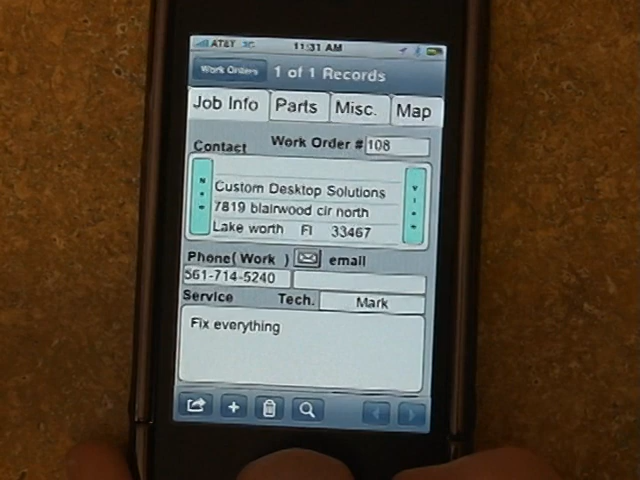 AT&T 3G 11:31 AM
Work Orders 1 of 1 Records
Job Info Parts Misc. Map
Contact Work Order # 108
Custom Desktop Solutions
7819 blairwood cir north
Lake worth Fl 33467
Phone( Work ) email
561-714-5240
Service Tech. Mark
Fix everything